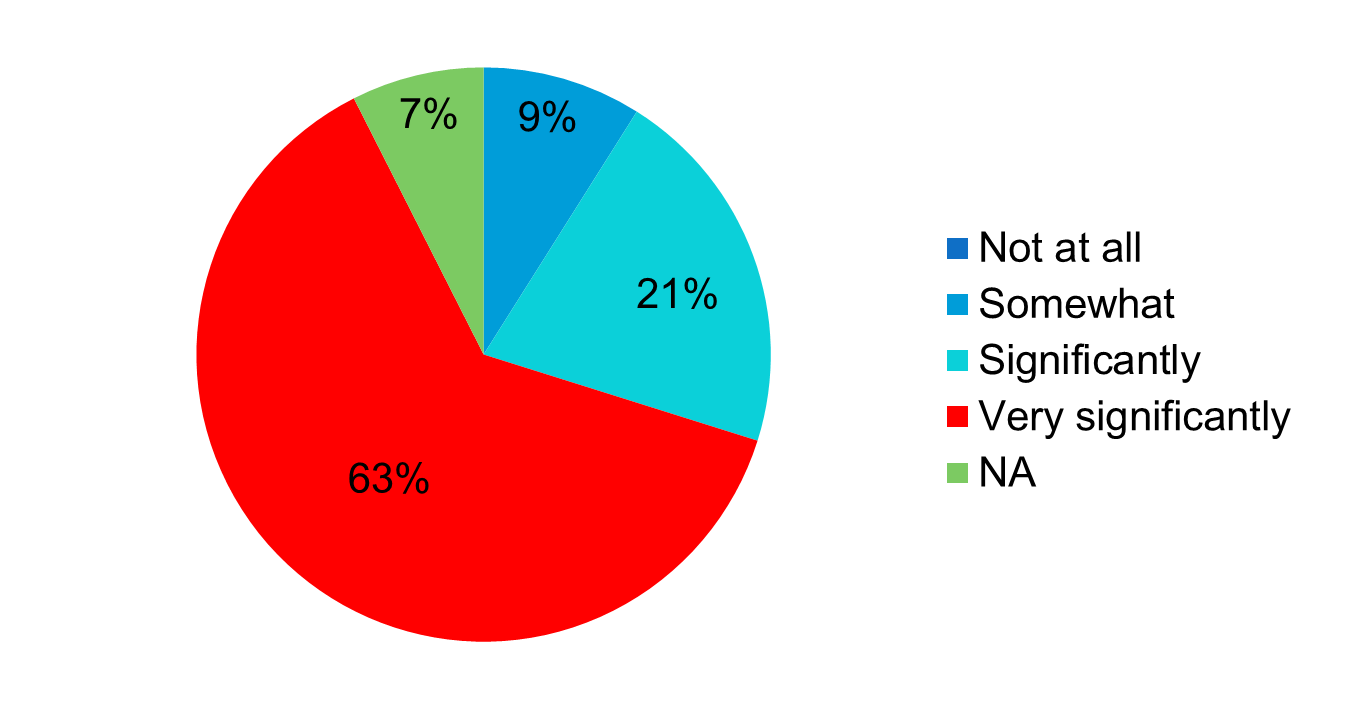 7%
9%
21%
63%
Not at all
Somewhat
Significantly
Very significantly
NA